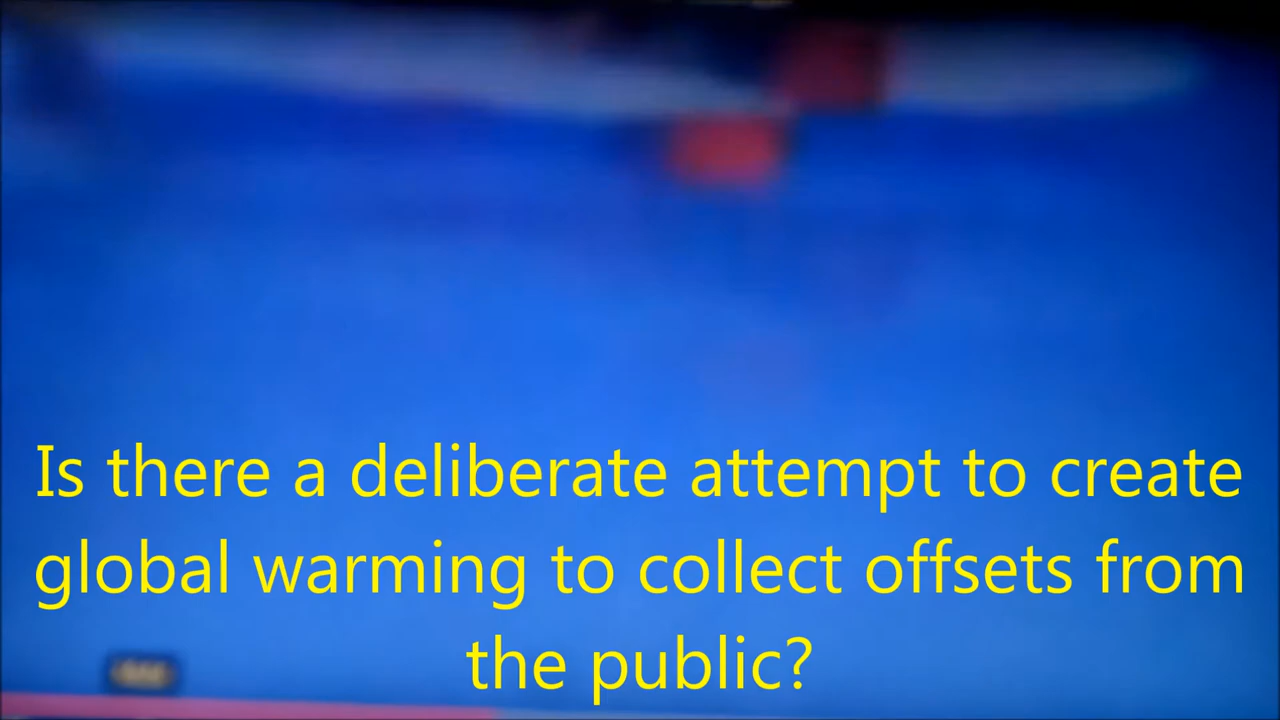 Is there a deliberate attempt to create
global warming to collect offsets from
the public?